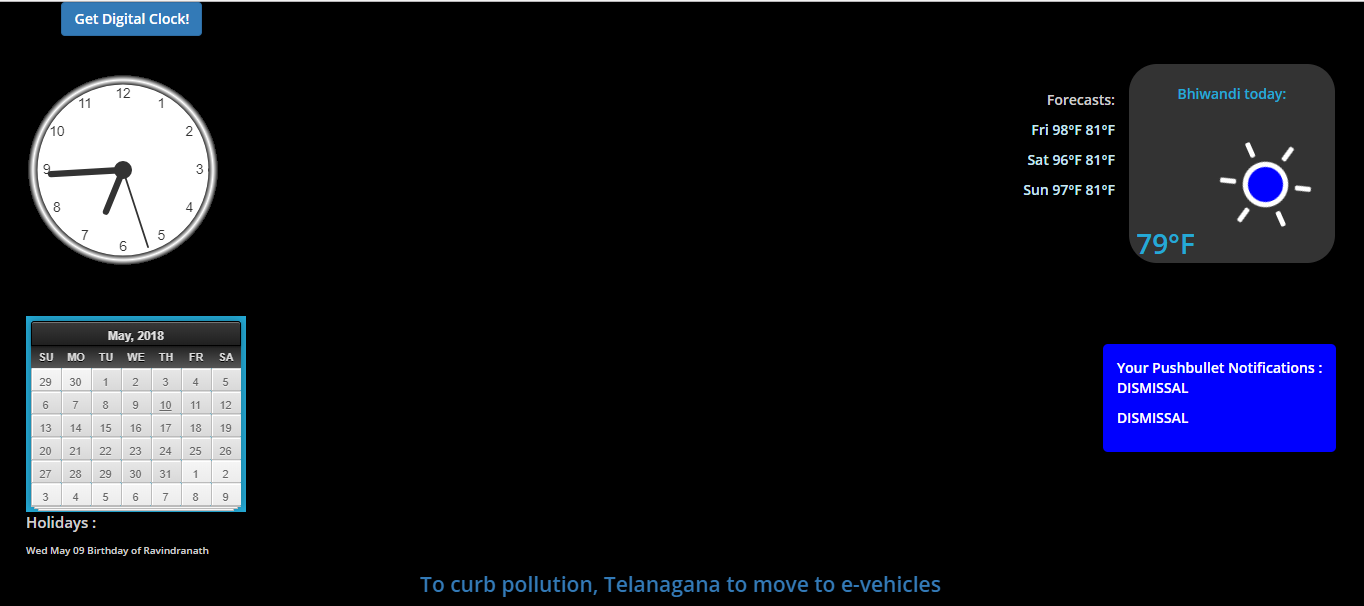 Get Digital Clock!
12
11 1
10 2
9 3
8 4
7 5
6
Forecasts:
Fri 98°F 81°F
Sat 96°F 81°F
Sun 97°F 81°F
Bhiwandi today:
79°F
May, 2018
SU MO TU WE TH FR SA
29 30 1 2 3 4 5
6 7 8 9 10 11 12
13 14 15 16 17 18 19
20 21 22 23 24 25 26
27 28 29 30 31 1 2
3 4 5 6 7 8 9
Holidays :
Wed May 09 Birthday of Ravindranath
Your Pushbullet Notifications :
DISMISSAL
DISMISSAL
To curb pollution, Telanagana to move to e-vehicles